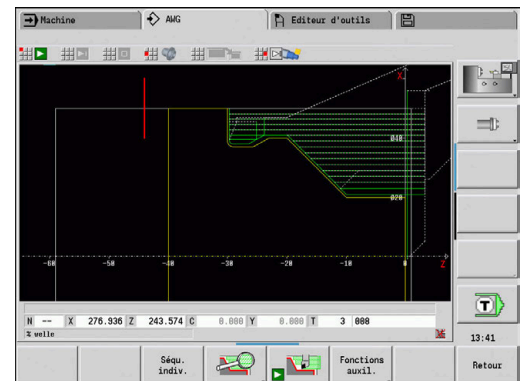 Machine
AWG
Editeur d'outils
X
Ø40
Ø20
-60 -50 -40 -30 -20 -10 0 Z
N -- X 276.936 Z 243.574 C 0.000 Y 0.000 T 3 000
% welle
T
13:41
Séqu. indiv.
Fonctions auxil.
Retour